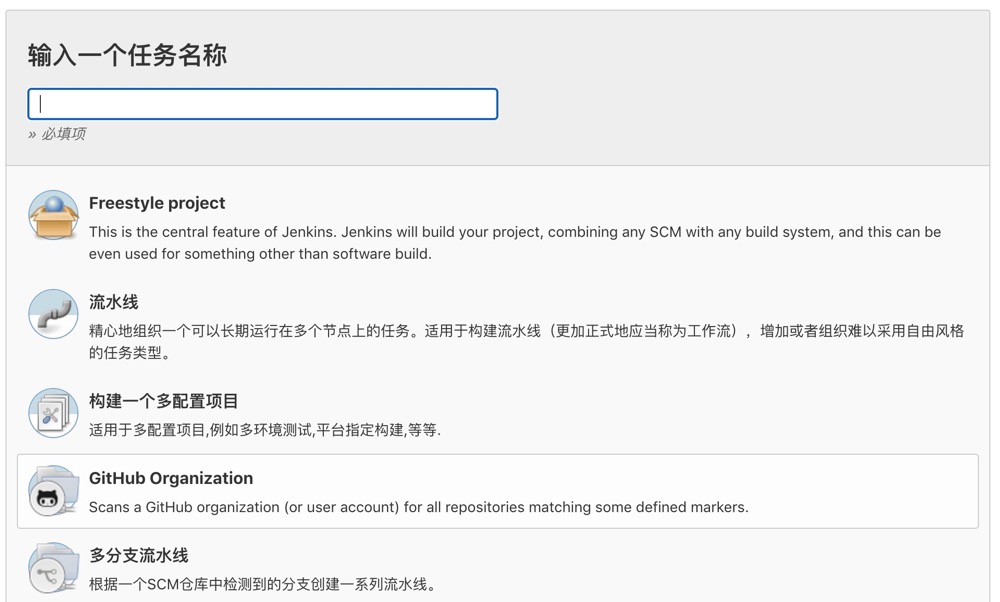 输入一个任务名称
» 必填项
Freestyle project
This is the central feature of Jenkins. Jenkins will build your project, combining any SCM with any build system, and this can be
even used for something other than software build.
流水线
精心地组织一个可以长期运行在多个节点上的任务。适用于构建流水线（更加正式地应当称为工作流），增加或者组织难以采用自由风格
的任务类型。
构建一个多配置项目
适用于多配置项目,例如多环境测试,平台指定构建,等等.
GitHub Organization
Scans a GitHub organization (or user account) for all repositories matching some defined markers.
多分支流水线
根据一个SCM仓库中检测到的分支创建一系列流水线。